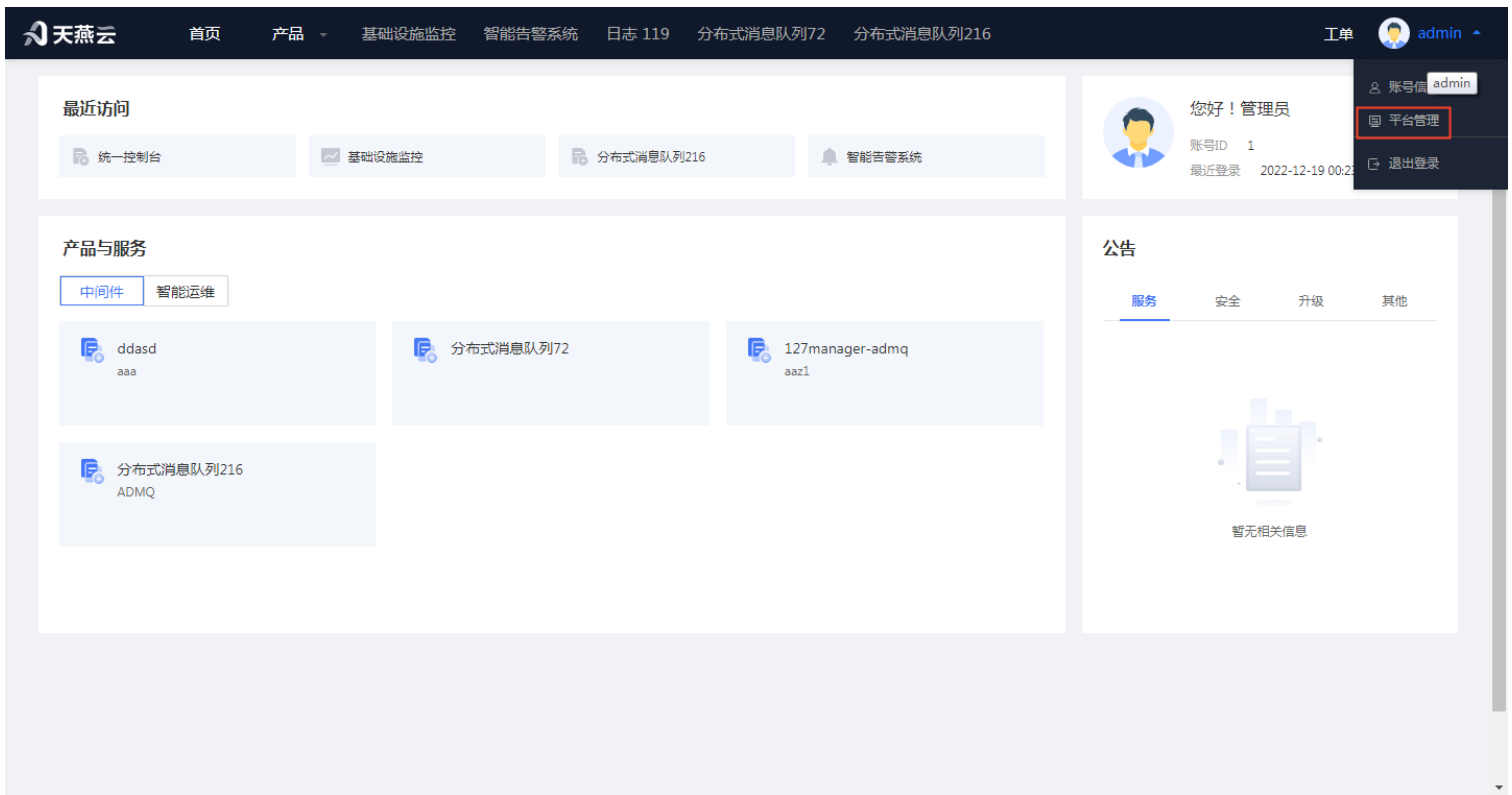 天燕云 首页 产品 基础设施监控 智能告警系统 日志 119 分布式消息队列72 分布式消息队列216 工单 admin
账号信 admin
平台管理
退出登录
最近访问
统一控制台 基础设施监控 分布式消息队列216 智能告警系统
您好！管理员
账号ID 1
最近登录 2022-12-19 00:2
产品与服务
中间件 智能运维
ddasd
aaa
分布式消息队列72
127manager-admq
aaz1
分布式消息队列216
ADMQ
公告
服务 安全 升级 其他
暂无相关信息